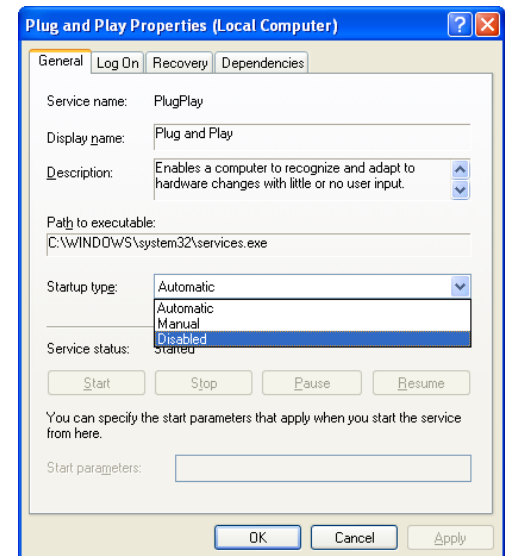 Plug and Play Properties (Local Computer)
General Log On Recovery Dependencies
Service name: PlugPlay
Display name: Plug and Play
Description: Enables a computer to recognize and adapt to
hardware changes with little or no user input.
Path to executable:
C:\WINDOWS\system32\services.exe
Startup type: Automatic
Automatic
Manual
Disabled
Service status: Started
Start Stop Pause Resume
You can specify the start parameters that apply when you start the service
from here.
Start parameters:
OK Cancel Apply